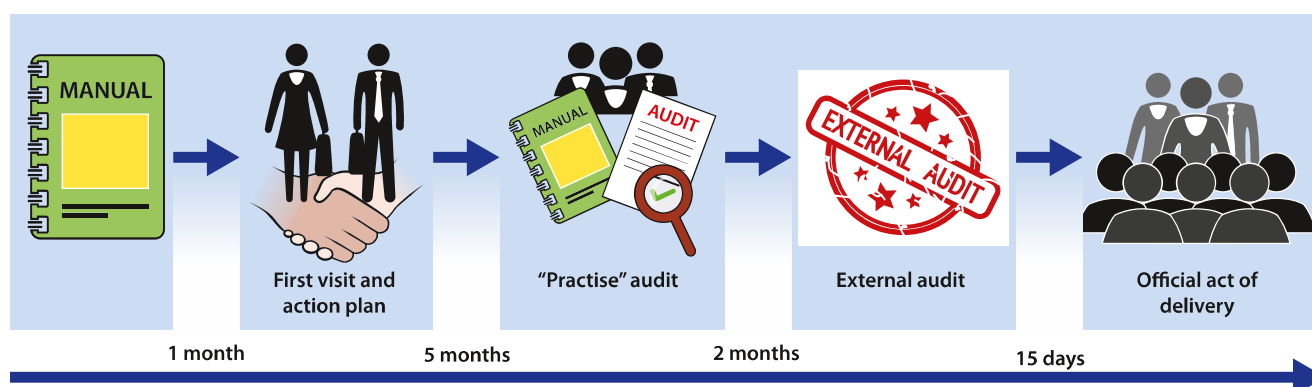 MANUAL
First visit and
action plan
MANUAL
AUDIT
“Practise” audit
EXTERNAL AUDIT
External audit
Official act of
delivery
1 month
5 months
2 months
15 days